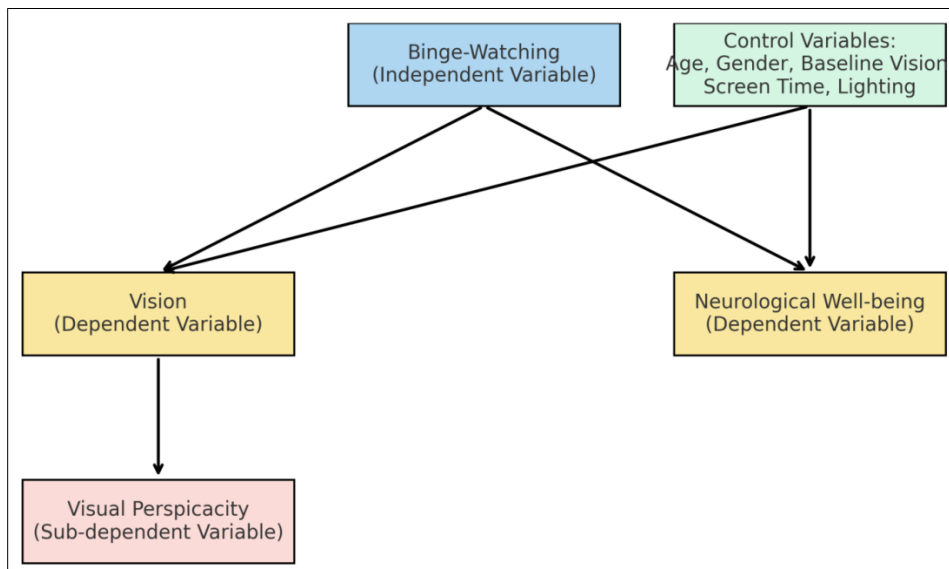 Binge-Watching
(Independent Variable)
Control Variables:
Age, Gender, Baseline Vision
Screen Time, Lighting
Vision
(Dependent Variable)
Neurological Well-being
(Dependent Variable)
Visual Perspicacity
(Sub-dependent Variable)